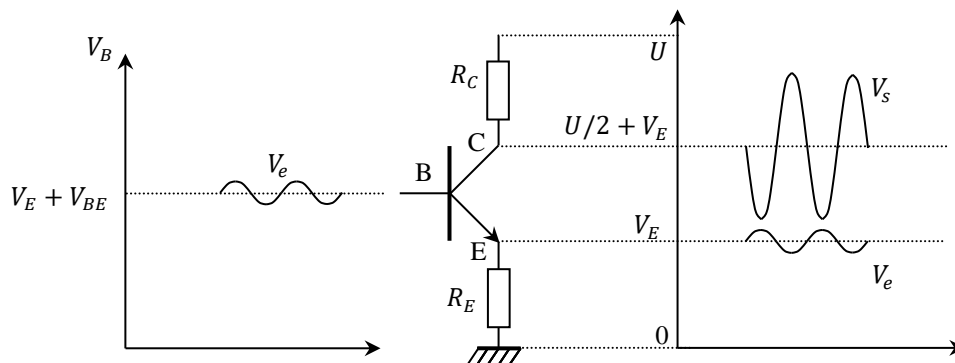 V_B
U
R_C
V_s
C
U/2 + V_E
V_e
B
V_E + V_BE
V_E
E
V_e
R_E
0